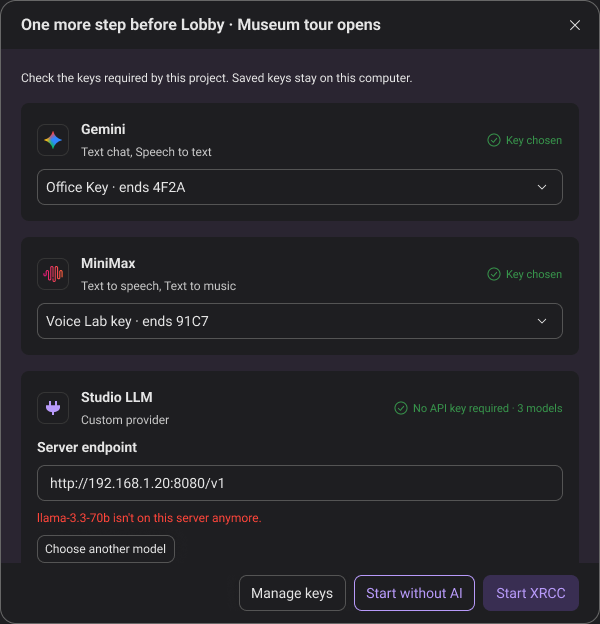 One more step before Lobby · Museum tour opens
Check the keys required by this project. Saved keys stay on this computer.
Gemini
Text chat, Speech to text
Key chosen
Office Key · ends 4F2A
MiniMax
Text to speech, Text to music
Key chosen
Voice Lab key · ends 91C7
Studio LLM
Custom provider
No API key required · 3 models
Server endpoint
http://192.168.1.20:8080/v1
llama-3.3-70b isn't on this server anymore.
Choose another model
Manage keys
Start without AI
Start XRCC